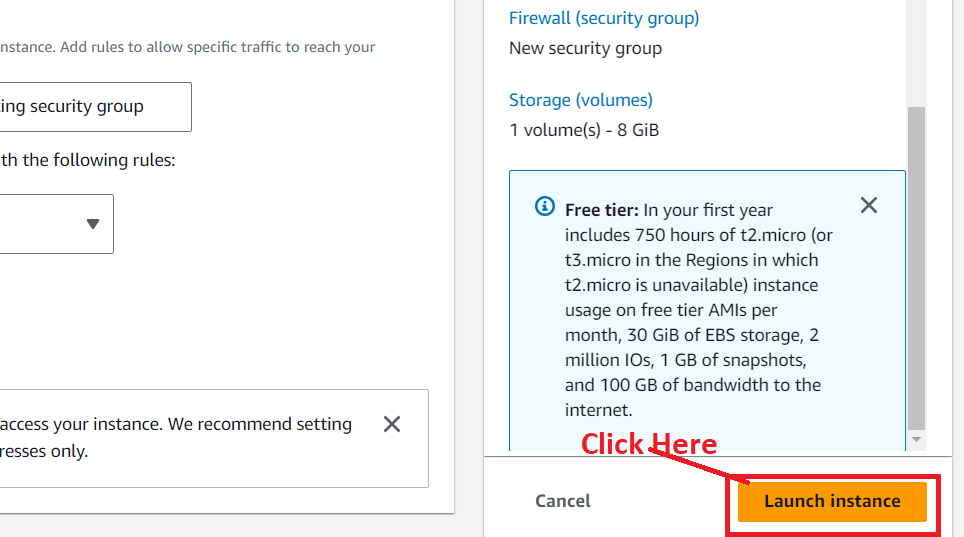 nstance. Add rules to allow specific traffic to reach your
ing security group
th the following rules:
access your instance. We recommend setting
resses only.
Firewall (security group)
New security group
Storage (volumes)
1 volume(s) - 8 GiB
Free tier: In your first year
includes 750 hours of t2.micro (or
t3.micro in the Regions in which
t2.micro is unavailable) instance
usage on free tier AMIs per
month, 30 GiB of EBS storage, 2
million IOs, 1 GB of snapshots,
and 100 GB of bandwidth to the
internet.
Click Here
Cancel
Launch instance